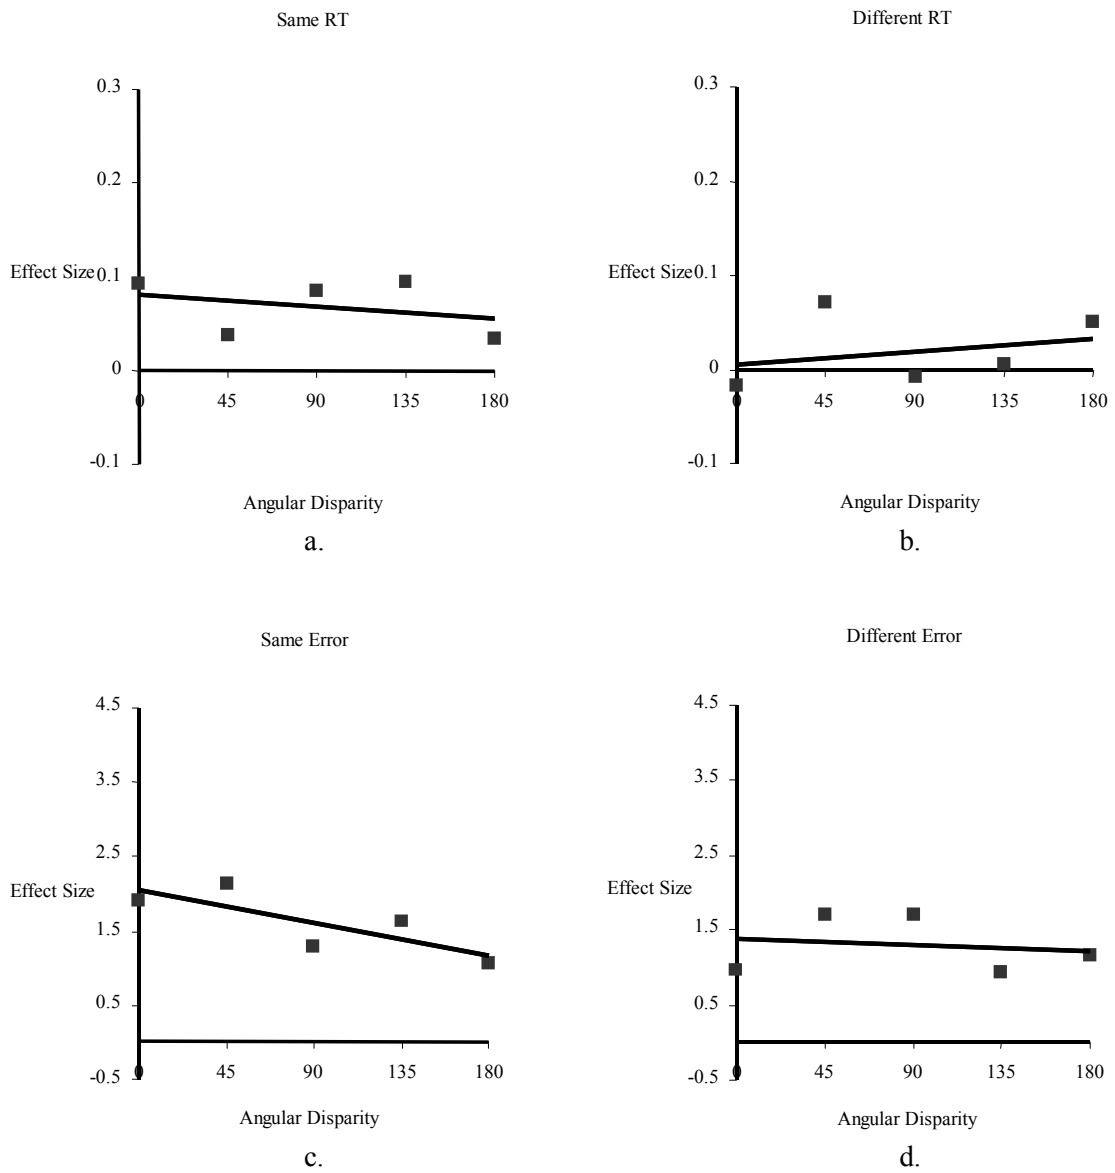 Same RT
0.3
0.2
Effect Size 0.1
0
-0.1
0 45 90 135 180
Angular Disparity
a.
Different RT
0.3
0.2
Effect Size 0.1
0
-0.1
0 45 90 135 180
Angular Disparity
b.
Same Error
4.5
3.5
2.5
Effect Size
1.5
0.5
-0.5
0 45 90 135 180
Angular Disparity
c.
Different Error
4.5
3.5
2.5
Effect Size
1.5
0.5
-0.5
0 45 90 135 180
Angular Disparity
d.